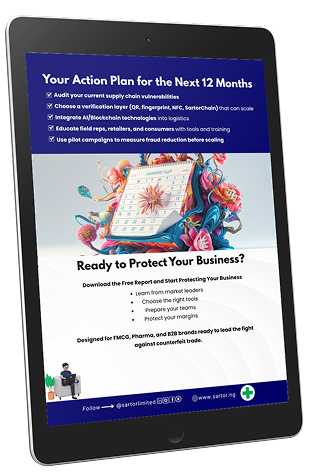 Your Action Plan for the Next 12 Months
Audit your current supply chain vulnerabilities
Choose a verification layer (QR, fingerprint, NFC, SartorChain) that can scale
Integrate AI/Blockchain technologies into logistics
Educate field reps, retailers, and consumers with tools and training
Use pilot campaigns to measure fraud reduction before scaling
Ready to Protect Your Business?
Download the Free Report and Start Protecting Your Business
• Learn from market leaders
• Choose the right tools
• Prepare your teams
• Protect your margins
Designed for FMCG, Pharma, and B2B brands ready to lead the fight
against counterfeit trade.
Follow → @sartorlimited
www.sartor.ng